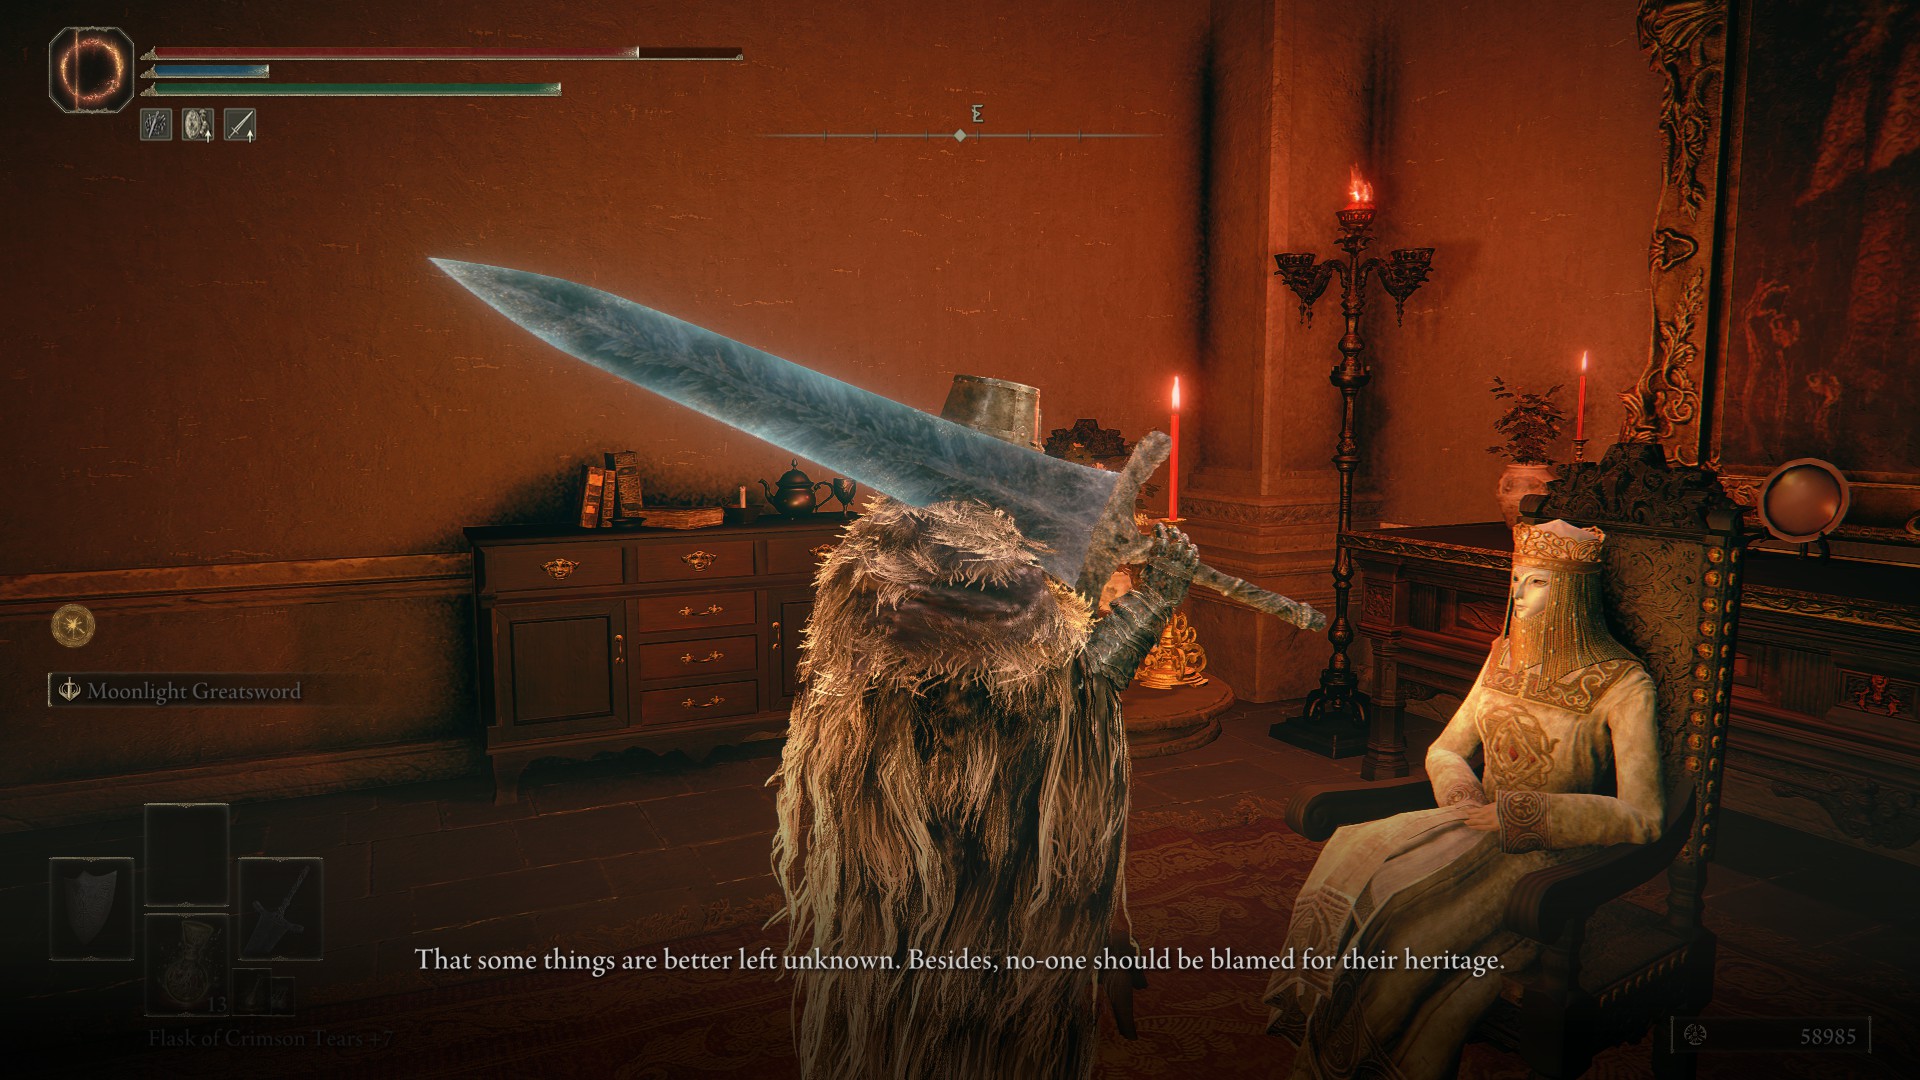 E
Moonlight Greatsword
That some things are better left unknown. Besides, no-one should be blamed for their heritage.
13
Flask of Crimson Tears +7
58985